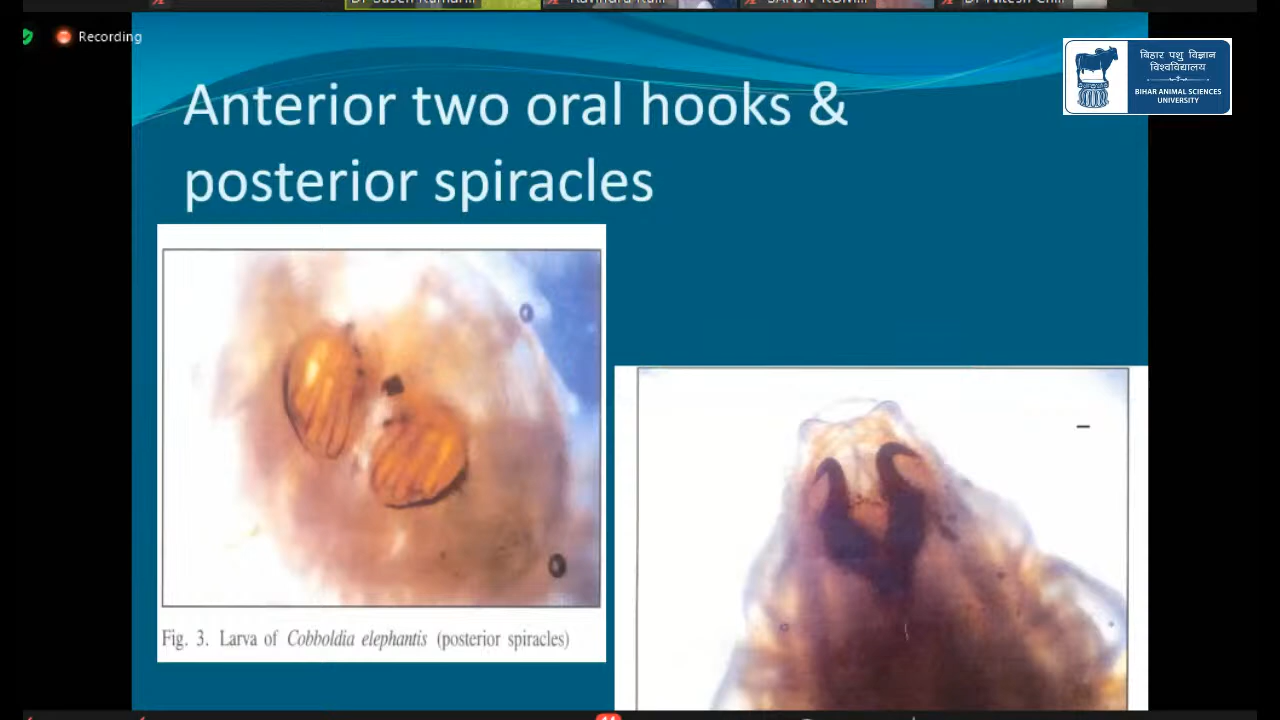 Recording
बिहार पशु विज्ञान
विश्वविद्यालय
BIHAR ANIMAL SCIENCES
UNIVERSITY
Anterior two oral hooks &
posterior spiracles
Fig. 3. Larva of Cobboldia elephantis (posterior spiracles)